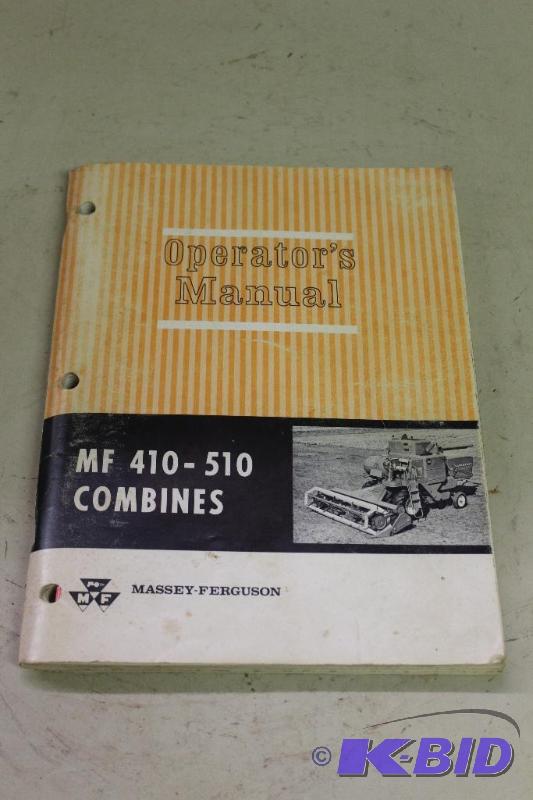 Operator's
Manual
MF 410-510
COMBINES
MF
MASSEY-FERGUSON
© K-BID